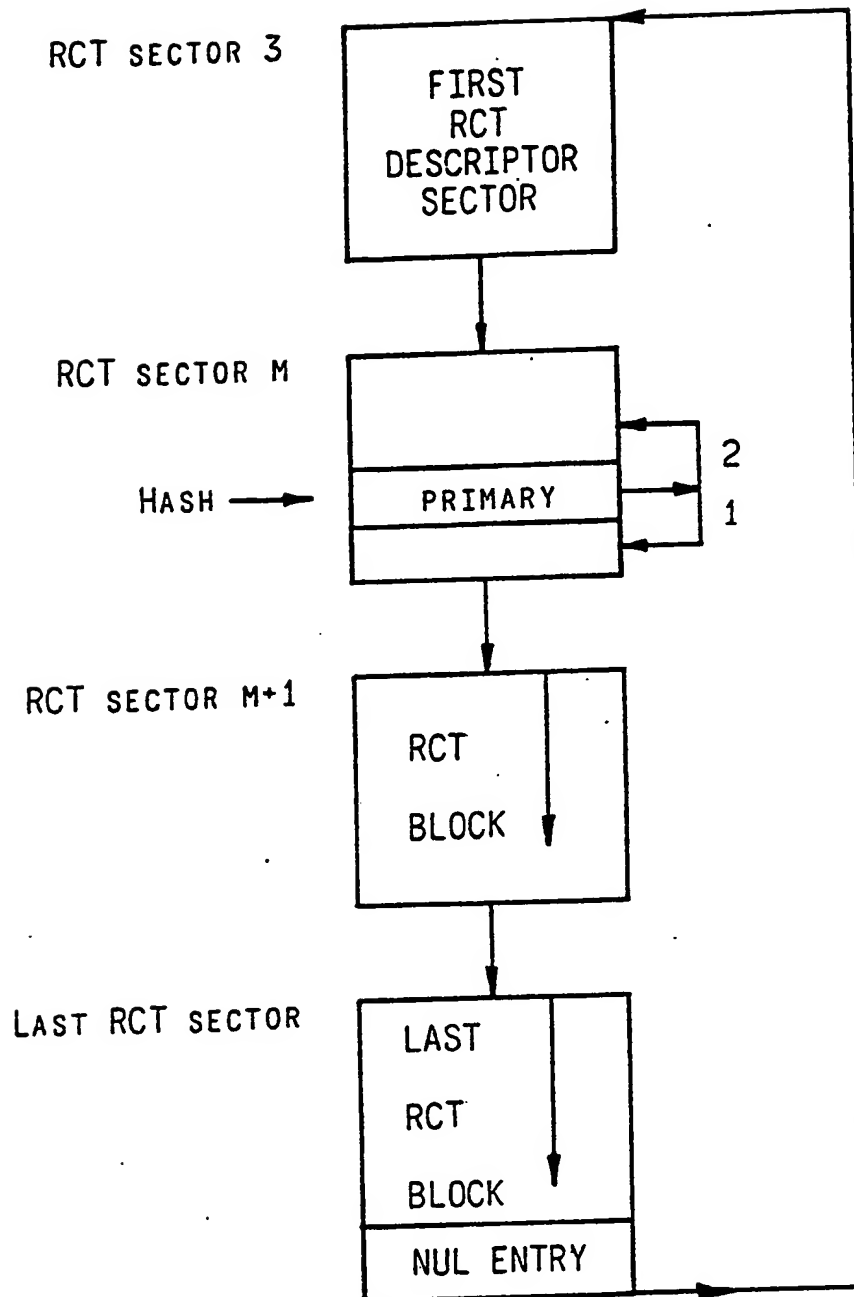 RCT SECTOR 3
FIRST
RCT
DESCRIPTOR
SECTOR
RCT SECTOR M
2
HASH
PRIMARY
1
RCT SECTOR M+1
RCT
BLOCK
LAST RCT SECTOR
LAST
RCT
BLOCK
NUL ENTRY